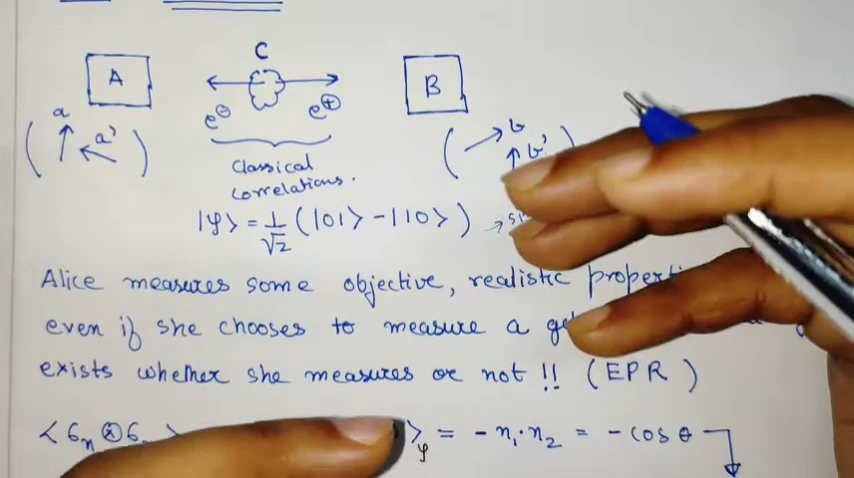 C
A
B
e⊖ e⊕
a
a'
b
b'
Classical
Correlations.
|ψ> = 1/√2 (|01> - |10>) →
Alice measures some objective, realistic
even if she chooses to measure a
exists whether she measures or not !! (EPR)
<σn ⊗ σ >ψ = - n₁·n₂ = - cos θ